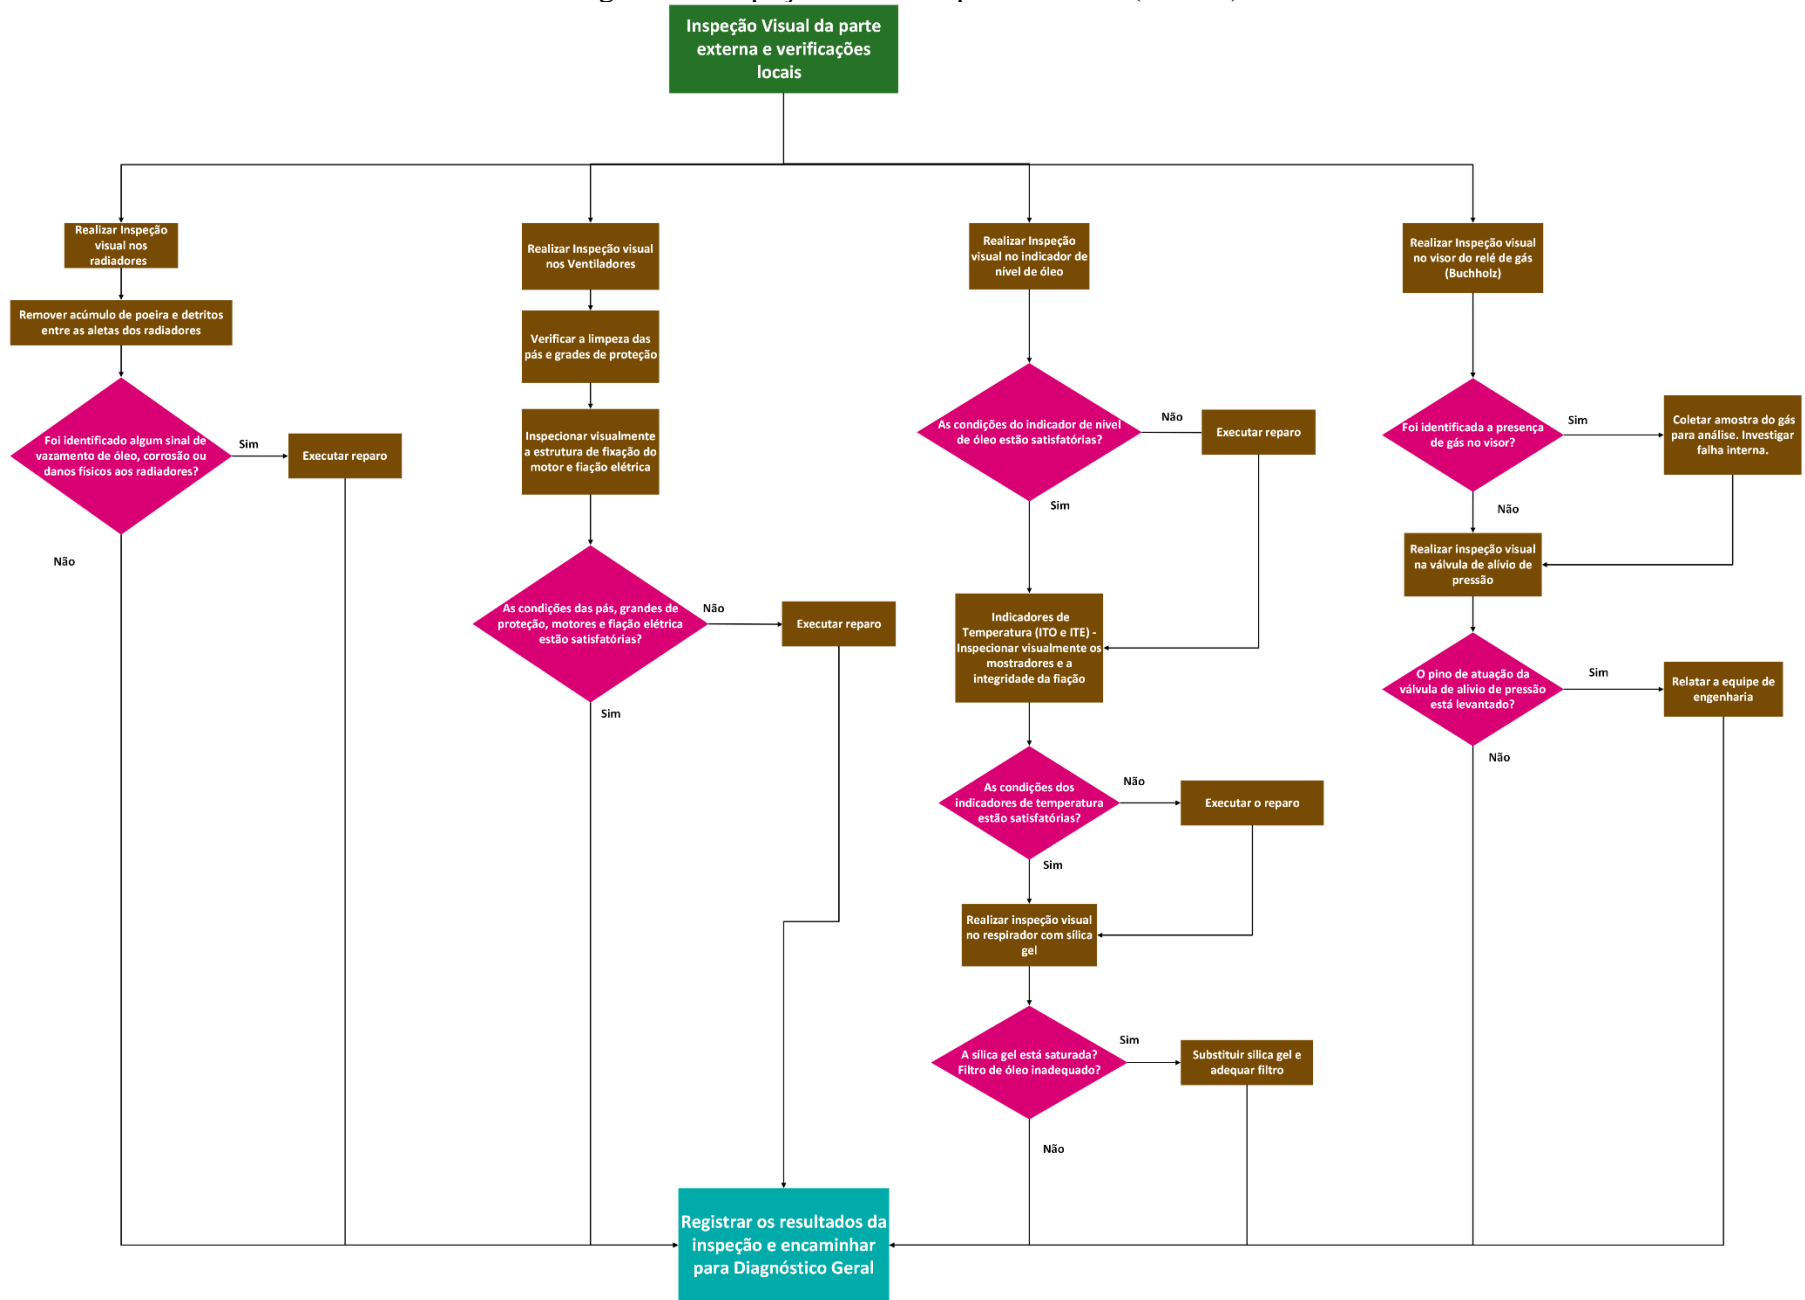 Inspeção Visual da parte
externa e verificações
locais
Realizar Inspeção
visual nos
radiadores
Remover acúmulo de poeira e detritos
entre as aletas dos radiadores
Foi identificado algum sinal de
vazamento de óleo, corrosão ou
danos físicos aos radiadores?
Sim
Executar reparo
Não
Realizar Inspeção visual
nos Ventiladores
Verificar a limpeza das
pás e grades de proteção
Inspecionar visualmente
a estrutura de fixação do
motor e fiação elétrica
As condições das pás, grandes de
proteção, motores e fiação elétrica
estão satisfatórias?
Não
Executar reparo
Sim
Realizar Inspeção
visual no indicador de
nível de óleo
As condições do indicador de nível
de óleo estão satisfatórias?
Não
Executar reparo
Sim
Indicadores de
Temperatura (ITO e ITE) -
Inspecionar visualmente os
mostradores e a
integridade da fiação
As condições dos
indicadores de temperatura
estão satisfatórias?
Não
Executar o reparo
Sim
Realizar inspeção visual
no respirador com sílica
gel
A sílica gel está saturada?
Filtro de óleo inadequado?
Sim
Substituir silica gel e
adequar filtro
Não
Realizar Inspeção visual
no visor do relé de gás
(Buchholz)
Foi identificada a presença
de gás no visor?
Sim
Coletar amostra do gás
para análise. Investigar
falha interna.
Não
Realizar inspeção visual
na válvula de alívio de
pressão
O pino de atuação da
válvula de alivio de pressão
está levantado?
Sim
Relatar a equipe de
engenharia
Não
Registrar os resultados da
inspeção e encaminhar
para Diagnóstico Geral